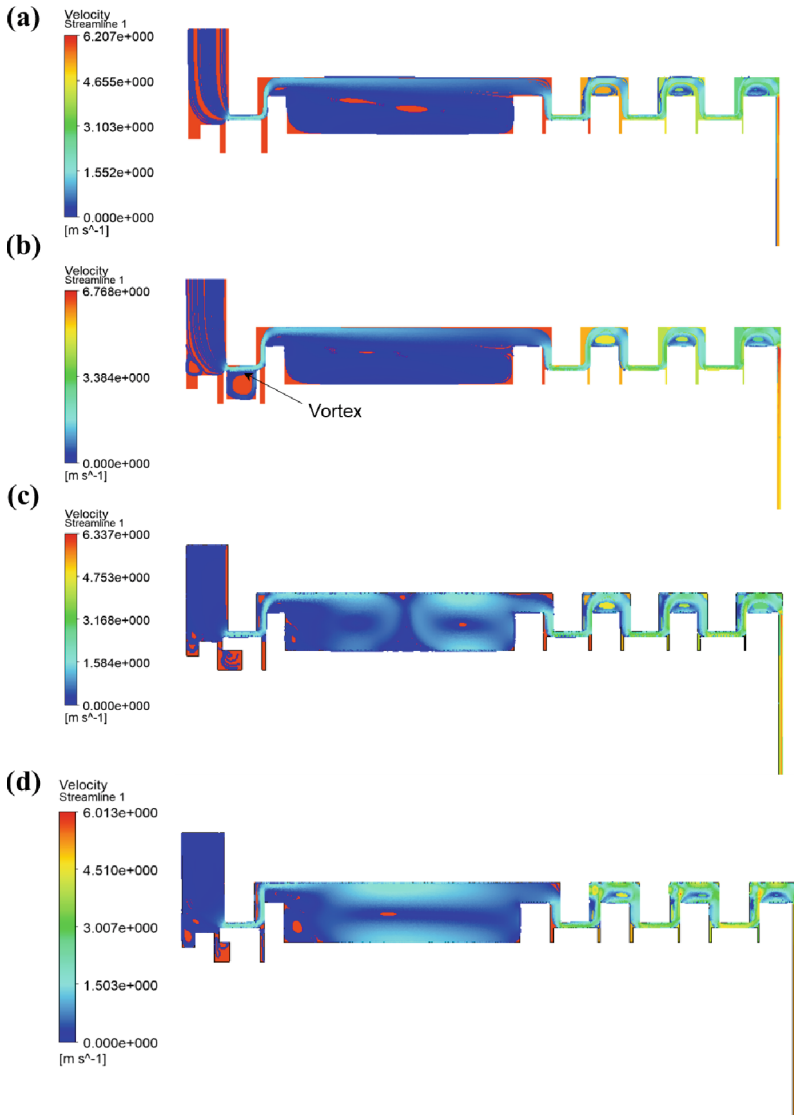 (a)
Velocity
Streamline 1
6.207e+000
4.655e+000
3.103e+000
1.552e+000
0.000e+000
[m s^-1]
(b)
Velocity
Streamline 1
6.768e+000
3.384e+000
0.000e+000
[m s^-1]
Vortex
(c)
Velocity
Streamline 1
6.337e+000
4.753e+000
3.168e+000
1.584e+000
0.000e+000
[m s^-1]
(d)
Velocity
Streamline 1
6.013e+000
4.510e+000
3.007e+000
1.503e+000
0.000e+000
[m s^-1]